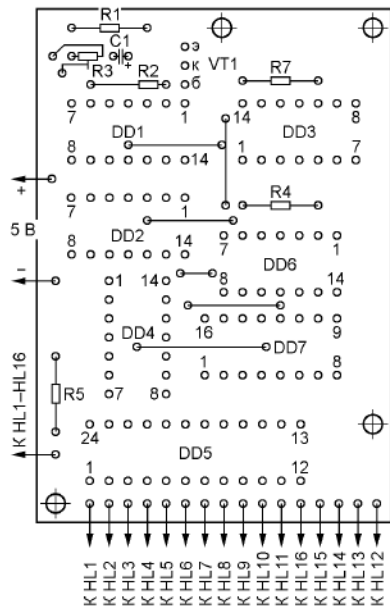 R1
C1
+
э
к
б
VT1
R3
R2
R7
7
1
14
8
DD1
DD3
8
14
1
7
+
7
1
R4
5 В
DD2
7
1
8
14
DD6
−
1
14
8
14
16
9
DD4
DD7
К HL1–HL16
R5
7
8
1
8
24
13
DD5
1
12
К HL1
К HL2
К HL3
К HL4
К HL5
К HL6
К HL7
К HL8
К HL9
К HL10
К HL11
К HL16
К HL15
К HL14
К HL13
К HL12